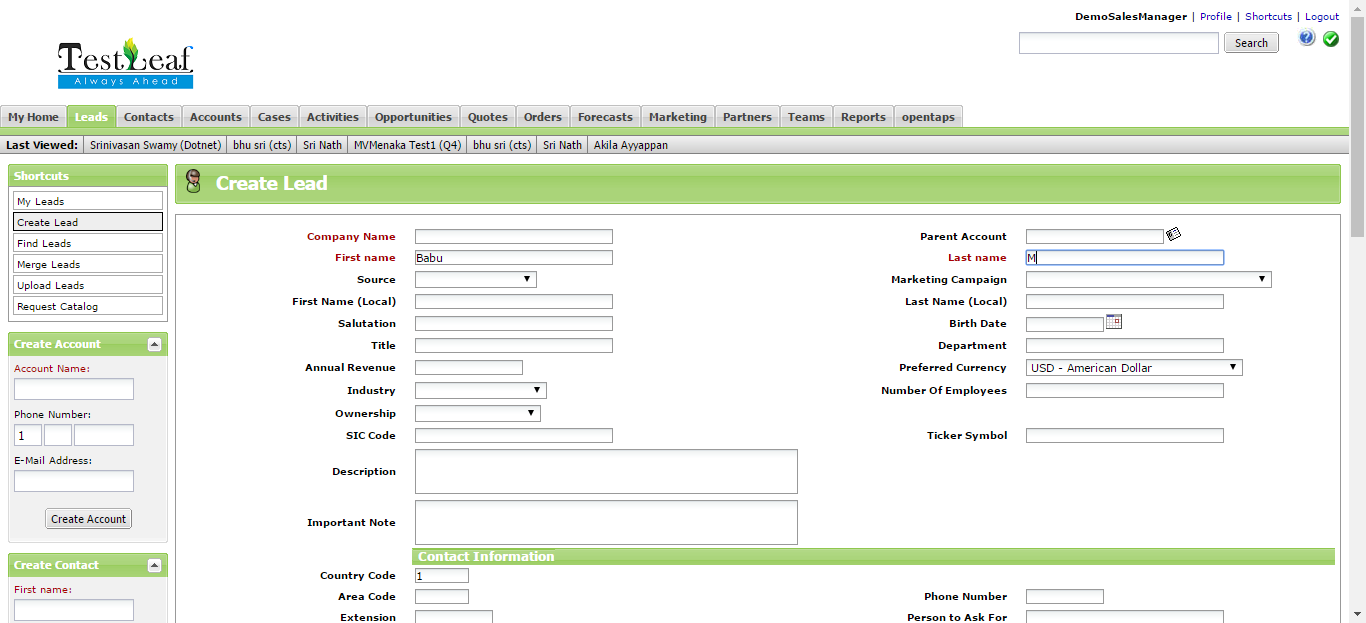 DemoSalesManager | Profile | Shortcuts | Logout
Search
TestLeaf
Always Ahead
My Home Leads Contacts Accounts Cases Activities Opportunities Quotes Orders Forecasts Marketing Partners Teams Reports opentaps
Last Viewed: Srinivasan Swamy (Dotnet) bhu sri (cts) Sri Nath MVMenaka Test1 (Q4) bhu sri (cts) Sri Nath Akila Ayyappan
Shortcuts
My Leads
Create Lead
Find Leads
Merge Leads
Upload Leads
Request Catalog
Create Account
Account Name:
Phone Number:
1
E-Mail Address:
Create Account
Create Contact
First name:
Create Lead
Company Name Parent Account
First name Babu Last name M
Source Marketing Campaign
First Name (Local) Last Name (Local)
Salutation Birth Date
Title Department
Annual Revenue Preferred Currency USD - American Dollar
Industry Number Of Employees
Ownership
SIC Code Ticker Symbol
Description
Important Note
Contact Information
Country Code 1
Area Code Phone Number
Extension Person to Ask For